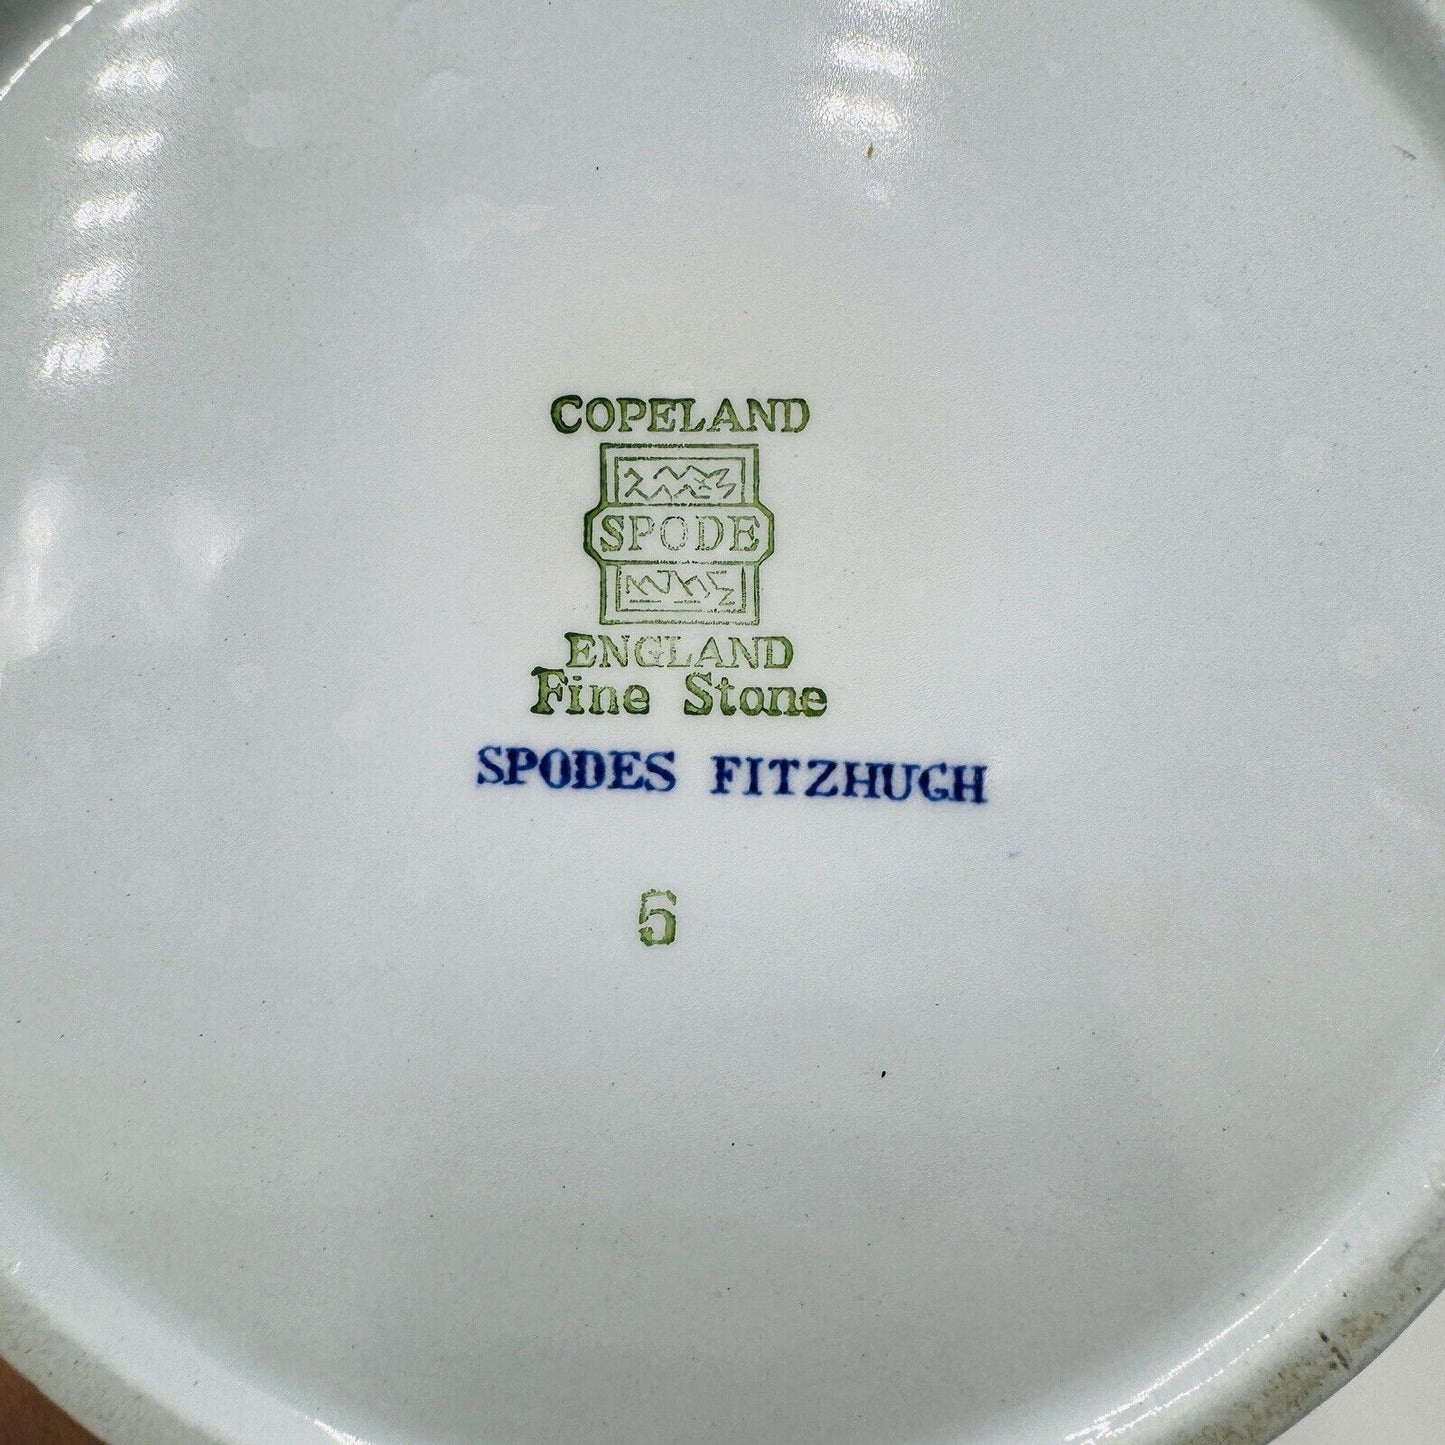 COPELAND
SPODE
ENGLAND
Fine Stone
SPODES FITZHUGH
5